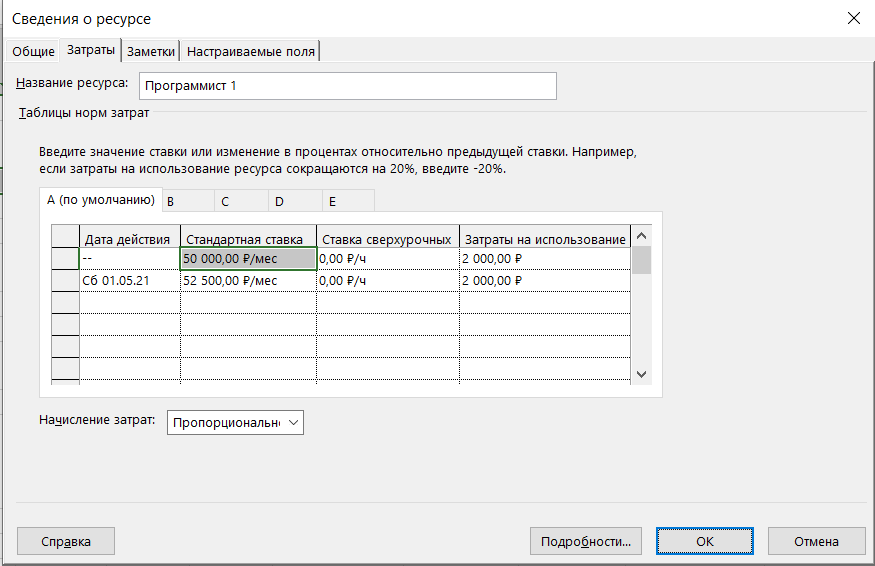 Сведения о ресурсе
Общие Затраты Заметки Настраиваемые поля
Название ресурса: Программист 1
Таблицы норм затрат
Введите значение ставки или изменение в процентах относительно предыдущей ставки. Например,
если затраты на использование ресурса сокращаются на 20%, введите -20%.
A (по умолчанию) B C D E
Дата действия Стандартная ставка Ставка сверхурочных Затраты на использование
-- 50 000,00 ₽/мес 0,00 ₽/ч 2 000,00 ₽
Сб 01.05.21 52 500,00 ₽/мес 0,00 ₽/ч 2 000,00 ₽
Начисление затрат: Пропорциональн
Справка Подробности... ОК Отмена